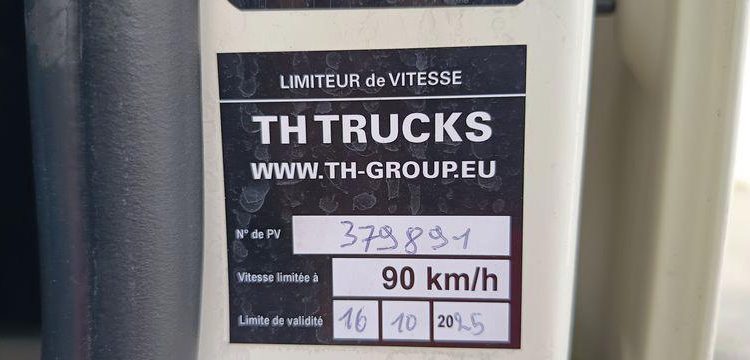 LIMITEUR de VITESSE
TH TRUCKS
WWW.TH-GROUP.EU
N° de PV 379891
Vitesse limitée à 90 km/h
Limite de validité 16 10 2025